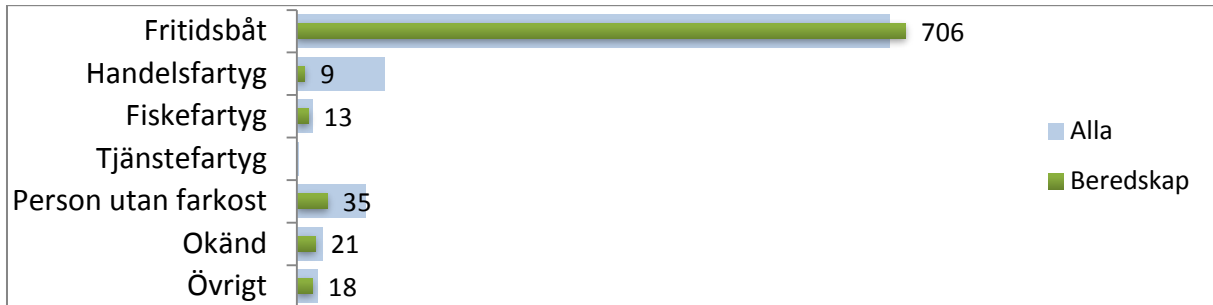 Fritidsbåt 706
Handelsfartyg 9
Fiskefartyg 13
Alla
Tjänstefartyg
Beredskap
Person utan farkost 35
Okänd 21
Övrigt 18